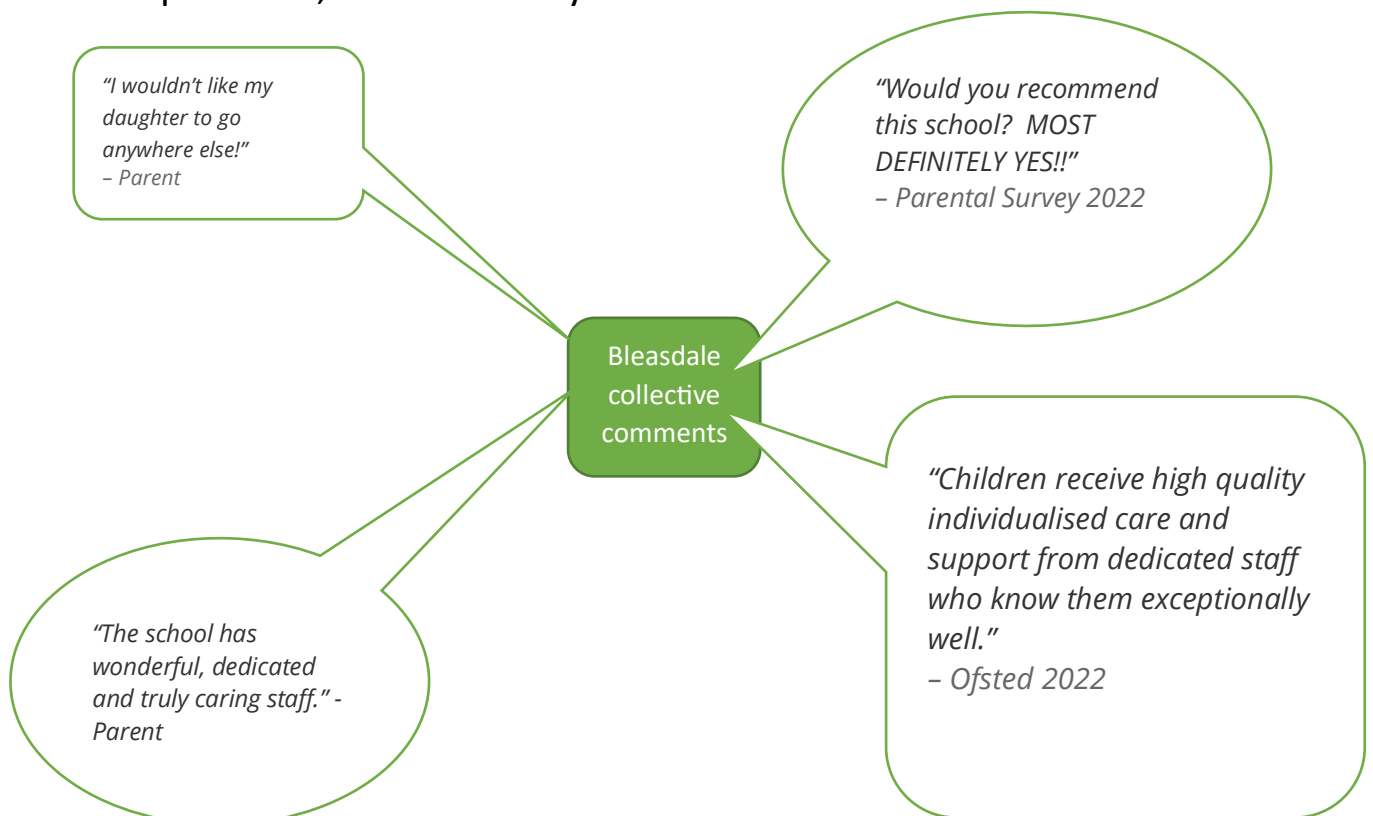 “I wouldn’t like my
daughter to go
anywhere else!”
– Parent
“Would you recommend
this school?  MOST
DEFINITELY YES!!”
– Parental Survey 2022
Bleasdale
collective
comments
“Children receive high quality
individualised care and
support from dedicated staff
who know them exceptionally
well.”
– Ofsted 2022
“The school has
wonderful, dedicated
and truly caring staff.” -
Parent